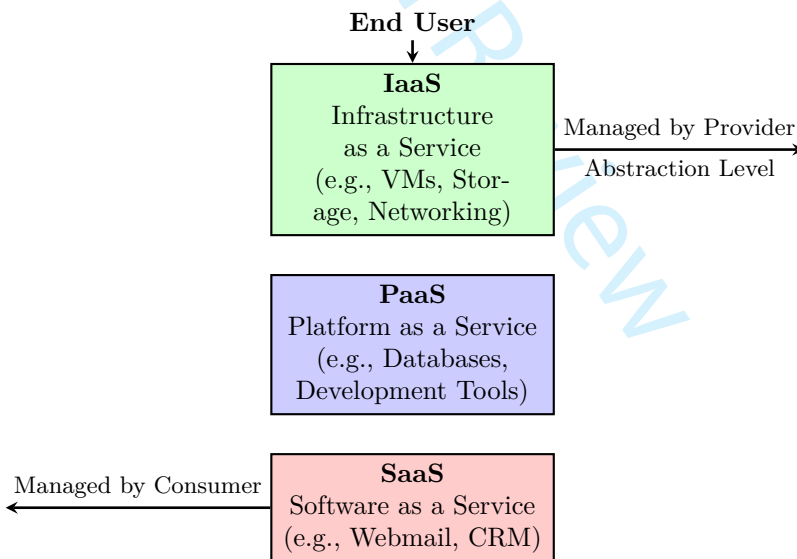 End User
IaaS
Infrastructure
as a Service
(e.g., VMs, Stor-
age, Networking)
Managed by Provider
Abstraction Level
PaaS
Platform as a Service
(e.g., Databases,
Development Tools)
Managed by Consumer
SaaS
Software as a Service
(e.g., Webmail, CRM)